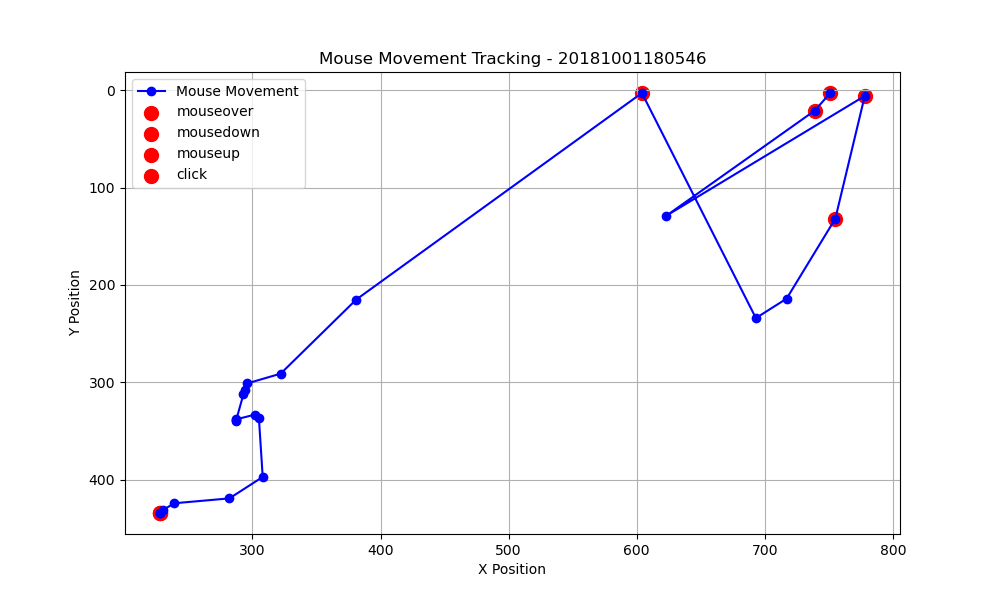 Mouse Movement Tracking - 20181001180546
Mouse Movement
mouseover
mousedown
mouseup
click
0
100
200
300
400
Y Position
300
400
500
600
700
800
X Position